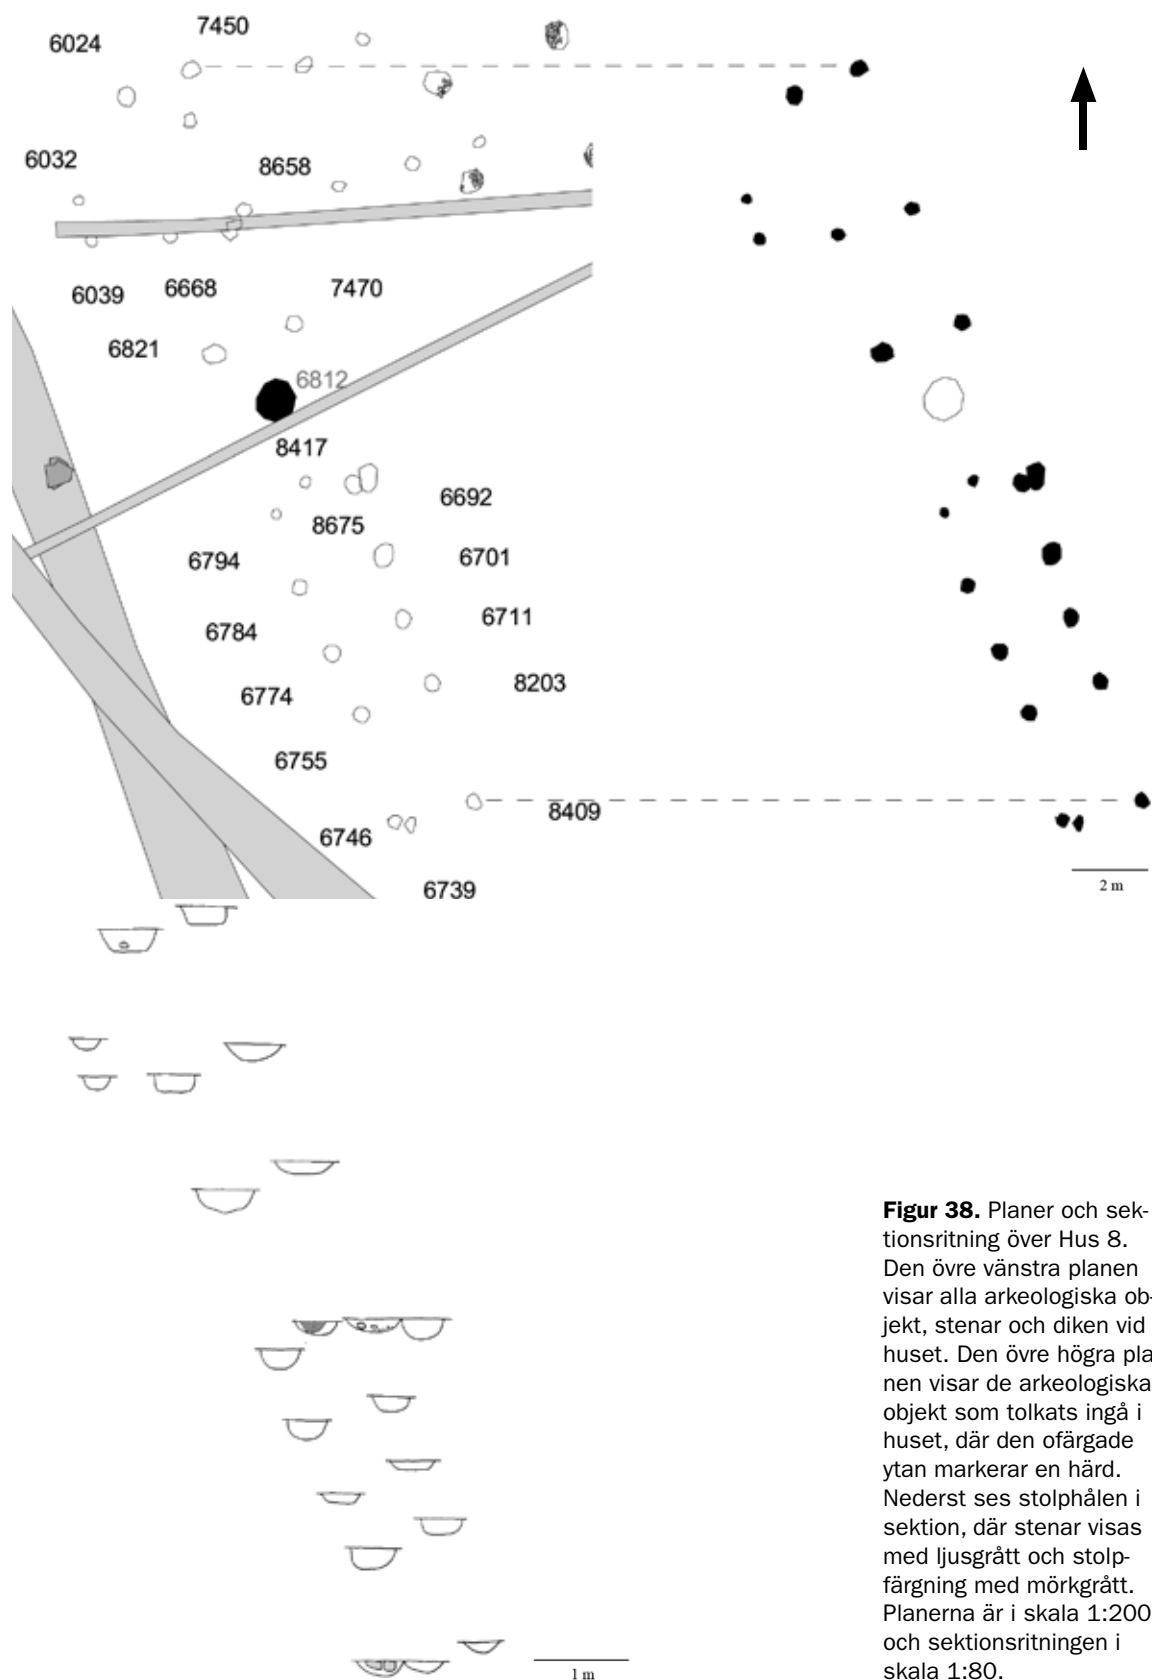 7450
6024
6032
8658
6039
6668
7470
6821
6812
8417
6692
8675
6794
6701
6711
6784
8203
6774
6755
8409
6746
6739
2 m
1 m
Figur 38. Planer och sek-
tionsritning över Hus 8.
Den övre vänstra planen
visar alla arkeologiska ob-
jekt, stenar och diken vid
huset. Den övre högra pla
nen visar de arkeologiska
objekt som tolkats ingå i
huset, där den ofärgade
ytan markerar en härd.
Nederst ses stolphålen i
sektion, där stenar visas
med ljusgrått och stolp-
färgning med mörkgrått.
Planerna är i skala 1:200
och sektionsritningen i
skala 1:80.